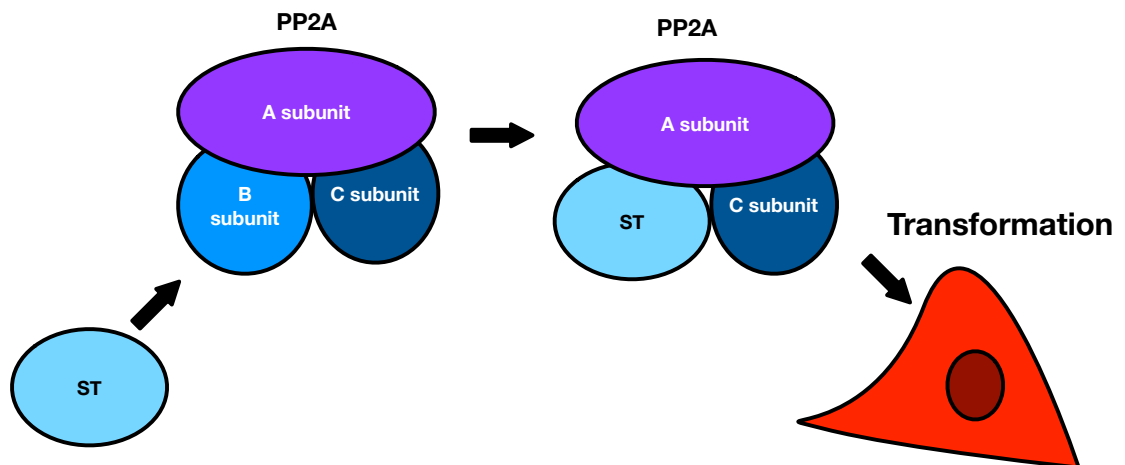 PP2A
A subunit
B
subunit
C subunit
ST
PP2A
A subunit
ST
C subunit
Transformation